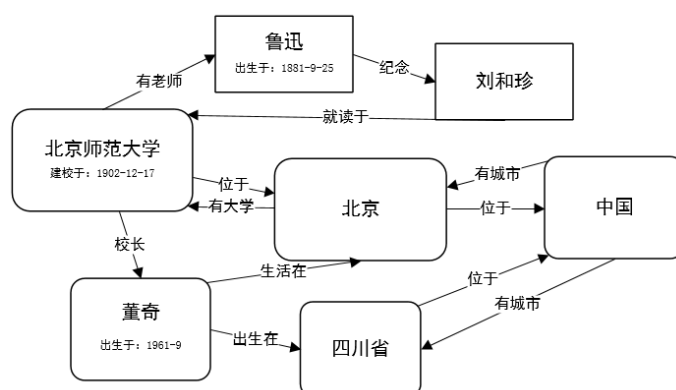 鲁迅
出生于：1881-9-25
纪念
刘和珍
有老师
就读于
北京师范大学
建校于：1902-12-17
位于
有大学
北京
有城市
位于
中国
校长
生活在
位于
有城市
董奇
出生于：1961-9
出生在
四川省